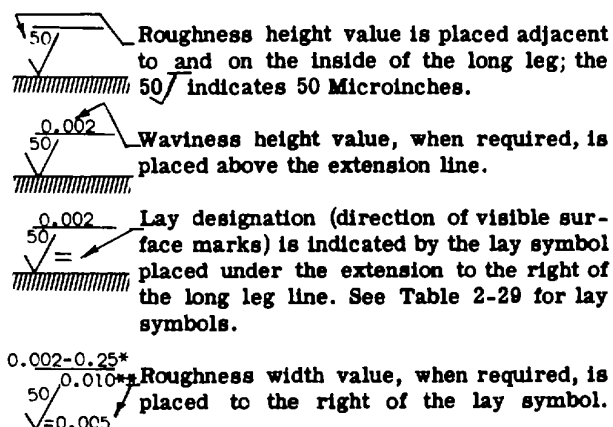 50
Roughness height value is placed adjacent
to and on the inside of the long leg; the
50√ indicates 50 Microinches.
0.002
50
Waviness height value, when required, is
placed above the extension line.
0.002
50
=
Lay designation (direction of visible sur-
face marks) is indicated by the lay symbol
placed under the extension to the right of
the long leg line. See Table 2-29 for lay
symbols.
0.002-0.25*
0.010**
50
=0.005
Roughness width value, when required, is
placed to the right of the lay symbol.